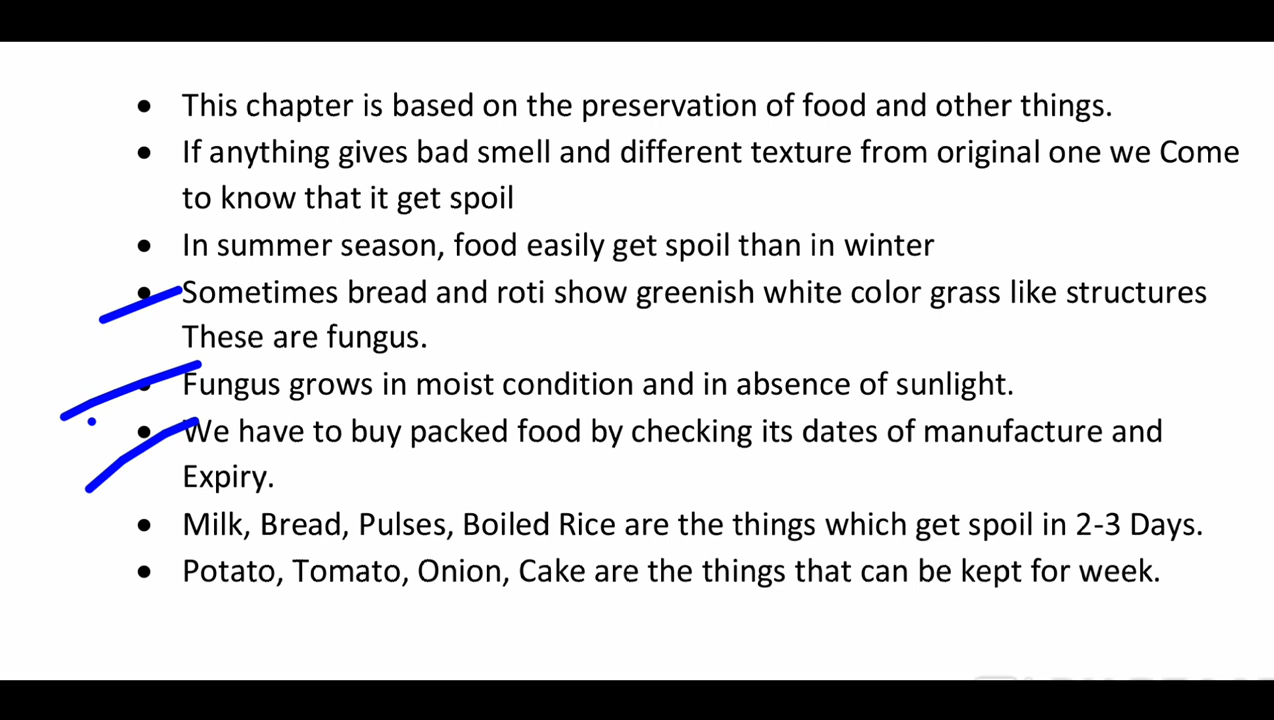 • This chapter is based on the preservation of food and other things.
• If anything gives bad smell and different texture from original one we Come
to know that it get spoil
• In summer season, food easily get spoil than in winter
• Sometimes bread and roti show greenish white color grass like structures
These are fungus.
• Fungus grows in moist condition and in absence of sunlight.
• We have to buy packed food by checking its dates of manufacture and
Expiry.
• Milk, Bread, Pulses, Boiled Rice are the things which get spoil in 2-3 Days.
• Potato, Tomato, Onion, Cake are the things that can be kept for week.